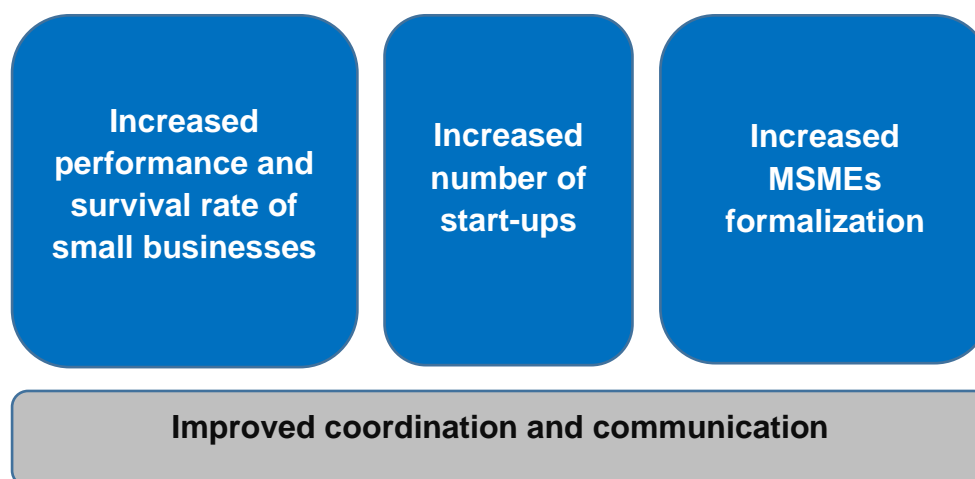 Increased
performance and
survival rate of
small businesses
Increased
number of
start-ups
Increased
MSMEs
formalization
Improved coordination and communication